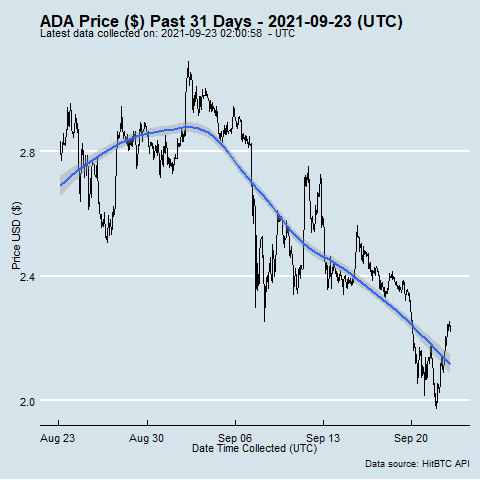 ADA Price ($) Past 31 Days - 2021-09-23 (UTC)
Latest data collected on: 2021-09-23 02:00:58 - UTC
2.8
2.4
2.0
Price USD ($)
Aug 23 Aug 30 Sep 06 Sep 13 Sep 20
Date Time Collected (UTC)
Data source: HitBTC API